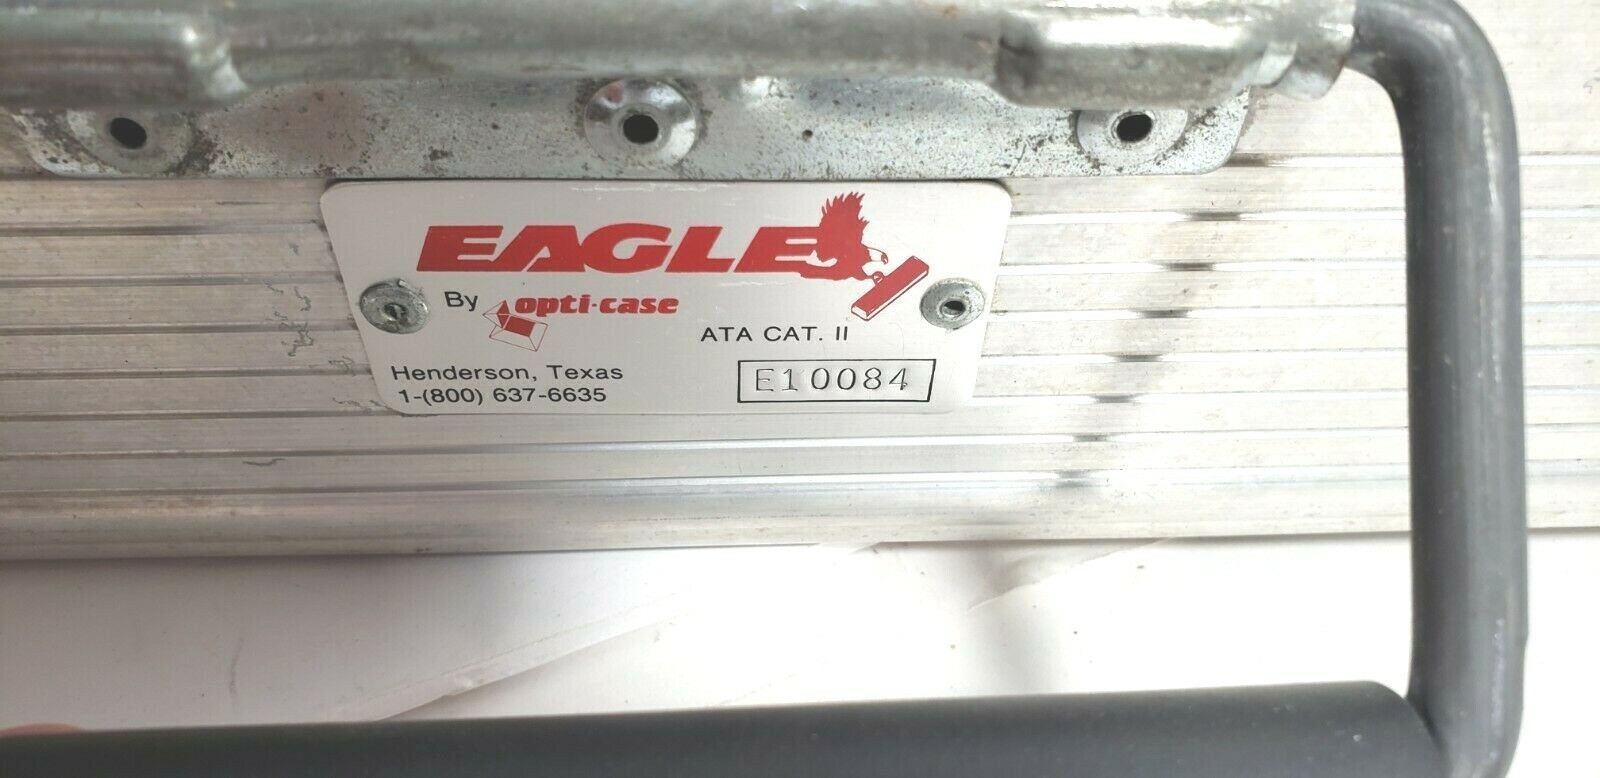 EAGLE
By opti-case
ATA CAT. II
Henderson, Texas
1-(800) 637-6635
E10084